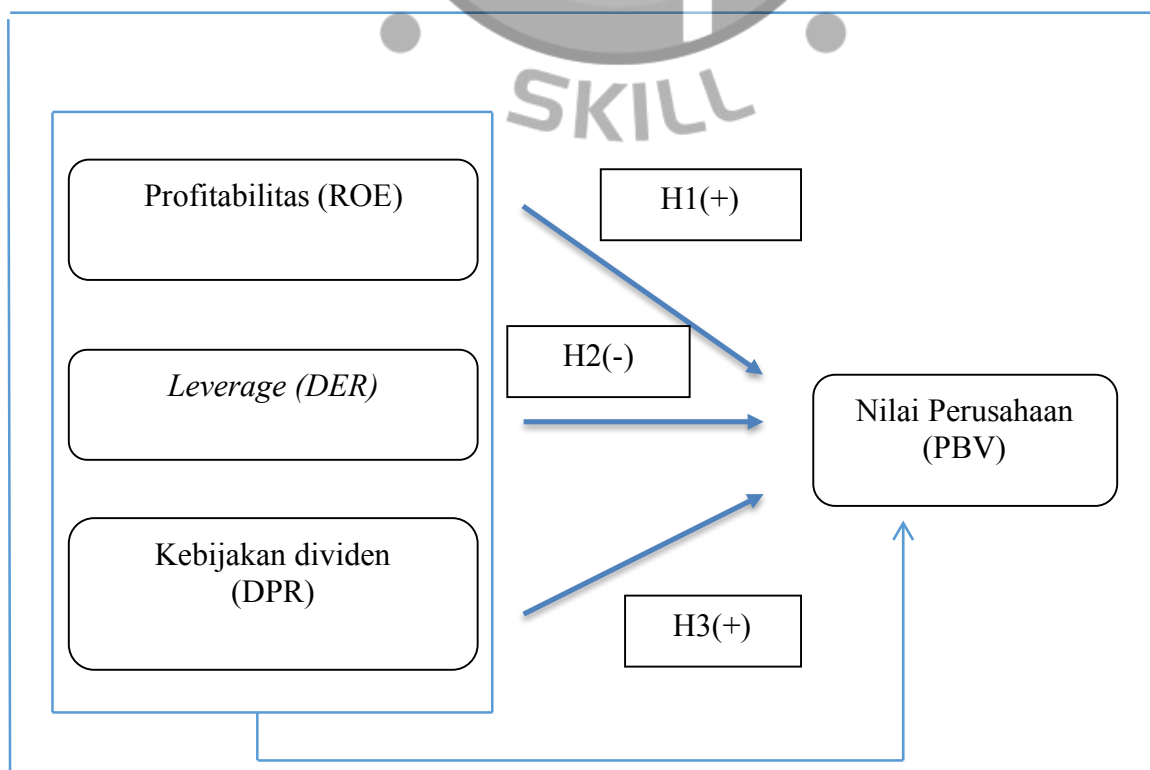 SKILL
Profitabilitas (ROE)
H1(+)
Leverage (DER)
H2(-)
Nilai Perusahaan
(PBV)
Kebijakan dividen
(DPR)
H3(+)